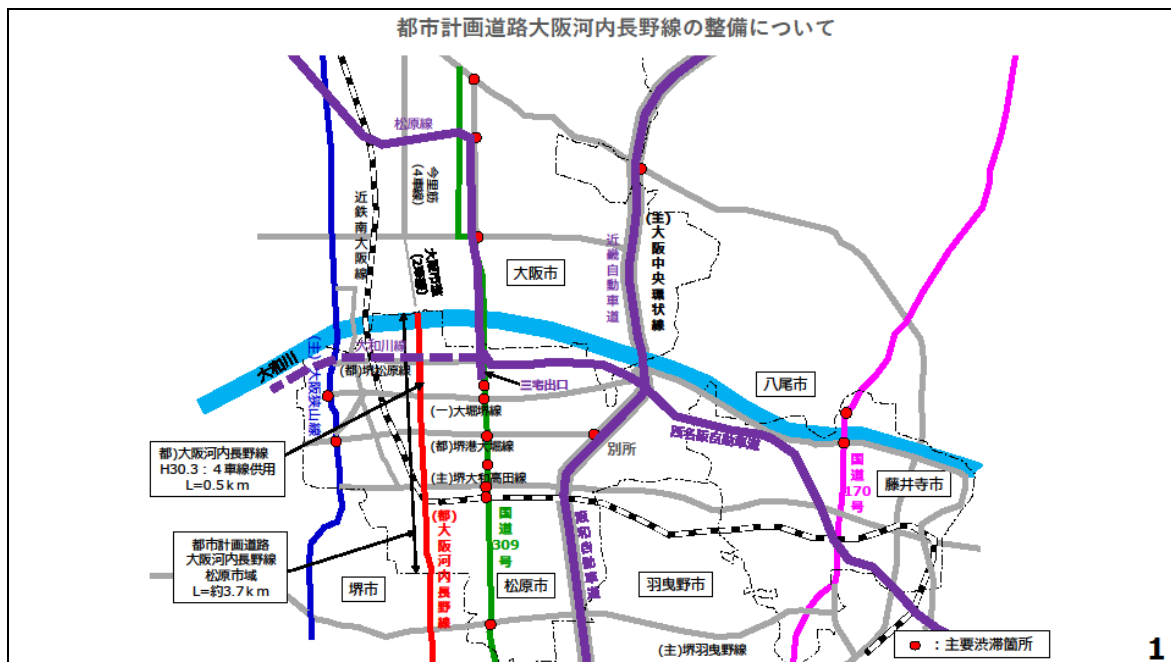 都市計画道路大阪河内長野線の整備について
松原線
今里筋
(4車線)
近鉄南大阪線
大阪市域
(2車線)
大阪市
近畿自動車道
(主)大阪中央環状線
大和川
大和川線
(都)堺松原線
(主)大阪狭山線
三宅出口
八尾市
(一)大堀堺線
(都)堺港大堀線
別所
西名阪自動車道
都)大阪河内長野線
H30.3：４車線供用
L=0.5ｋｍ
(主)堺大和高田線
国道
170
号
藤井寺市
国道
309
号
(都)大阪河内長野線
阪和自動車道
都市計画道路
大阪河内長野線
松原市域
L=約3.7ｋｍ
堺市
松原市
羽曳野市
(主)堺羽曳野線
：主要渋滞箇所
1